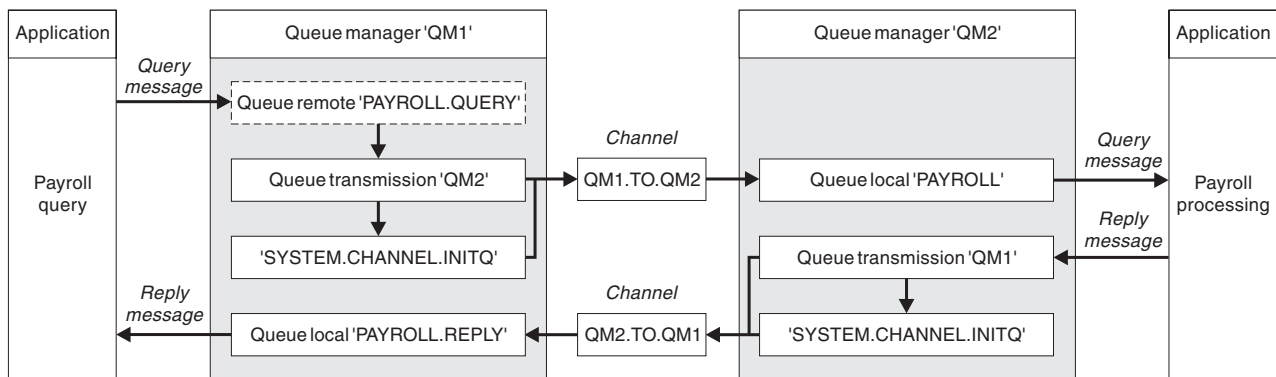 Application
Queue manager 'QM1'
Queue manager 'QM2'
Application
Query
message
Queue remote 'PAYROLL.QUERY'
Payroll
query
Queue transmission 'QM2'
Channel
QM1.TO.QM2
Queue local 'PAYROLL'
Query
message
Payroll
processing
'SYSTEM.CHANNEL.INITQ'
Queue transmission 'QM1'
Reply
message
Reply
message
Queue local 'PAYROLL.REPLY'
Channel
QM2.TO.QM1
'SYSTEM.CHANNEL.INITQ'